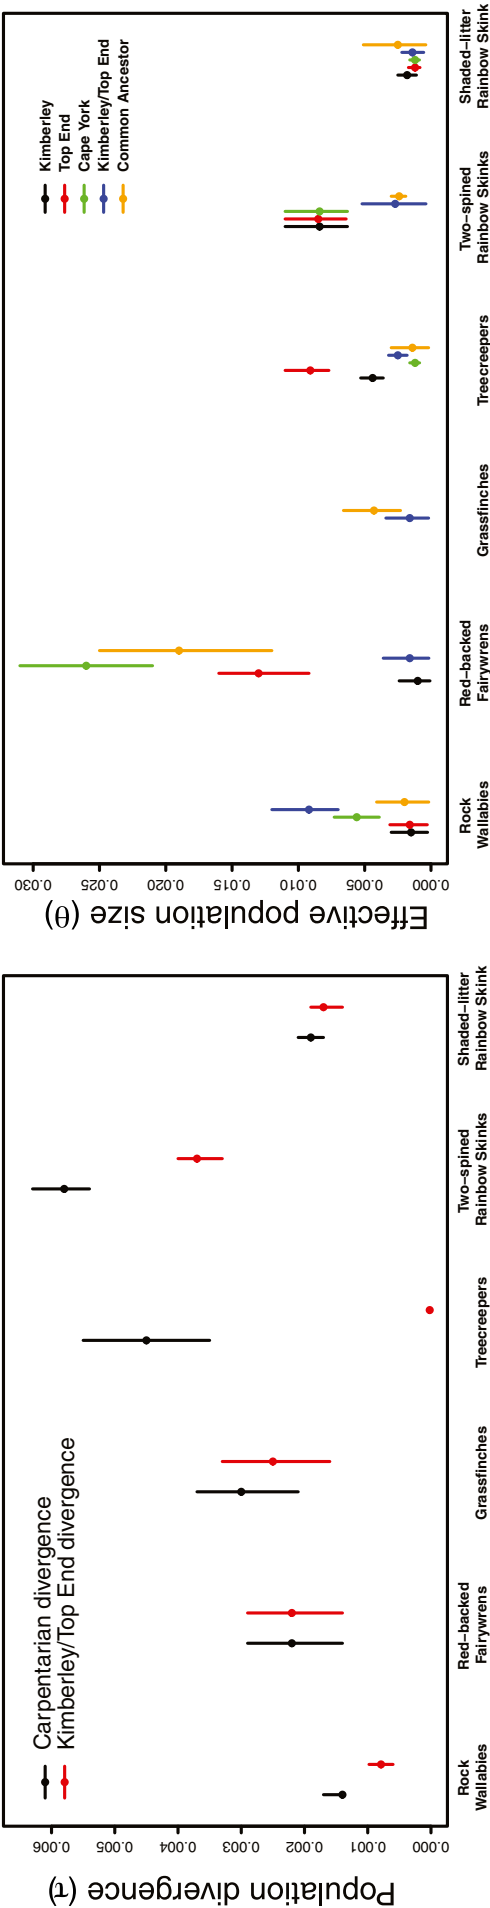 Population divergence (τ)
0.000
0.001
0.002
0.003
0.004
0.005
0.006
Carpentarian divergence
Kimberley/Top End divergence
Rock
Wallabies
Red−backed
Fairywrens
Grassfinches
Treecreepers
Two−spined
Rainbow Skinks
Shaded−litter
Rainbow Skink
Effective population size (θ)
0.000
0.005
0.010
0.015
0.020
0.025
0.030
Kimberley
Top End
Cape York
Kimberley/Top End
Common Ancestor
Rock
Wallabies
Red−backed
Fairywrens
Grassfinches
Treecreepers
Two−spined
Rainbow Skinks
Shaded−litter
Rainbow Skink